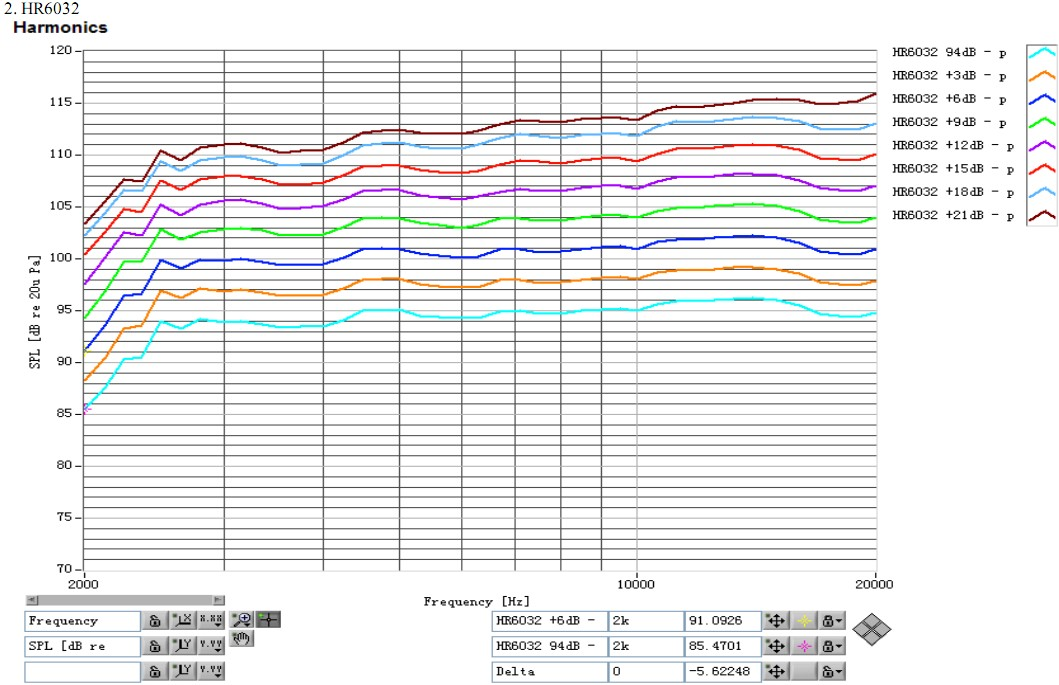 2. HR6032
Harmonics
120
115
110
105
100
95
90
85
80
75
70
SPL [dB re 20u Pa]
2000
10000
20000
Frequency [Hz]
HR6032 94dB - p
HR6032 +3dB - p
HR6032 +6dB - p
HR6032 +9dB - p
HR6032 +12dB - p
HR6032 +15dB - p
HR6032 +18dB - p
HR6032 +21dB - p
Frequency
SPL [dB re
HR6032 +6dB - 2k 91.0926
HR6032 94dB - 2k 85.4701
Delta 0 -5.62248